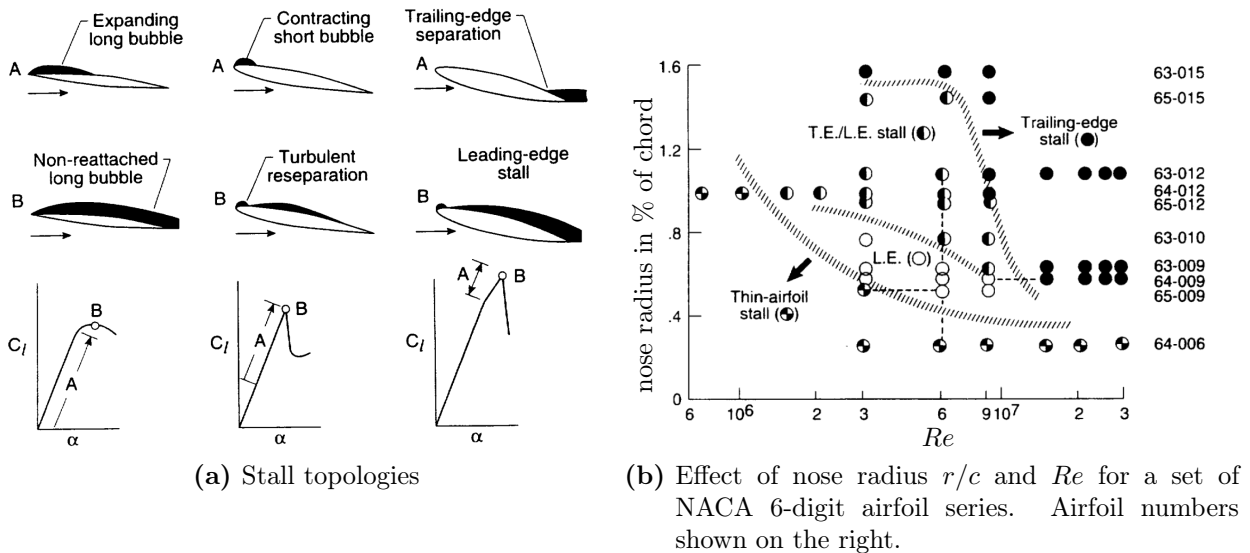 Expanding
long bubble
A
Contracting
short bubble
A
Trailing-edge
separation
A
Non-reattached
long bubble
B
Turbulent
reseparation
B
Leading-edge
stall
B
C_l
A
B
α
C_l
A
B
α
C_l
A
B
α
(a) Stall topologies
nose radius in % of chord
1.6
1.2
.8
.4
0
6 10⁶ 2 3 6 9 10⁷ 2 3
Re
T.E./L.E. stall (◐)
Trailing-edge
stall (●)
L.E. (○)
Thin-airfoil
stall (◕)
63-015
65-015
63-012
64-012
65-012
63-010
63-009
64-009
65-009
64-006
(b) Effect of nose radius r/c and Re for a set of
NACA 6-digit airfoil series. Airfoil numbers
shown on the right.